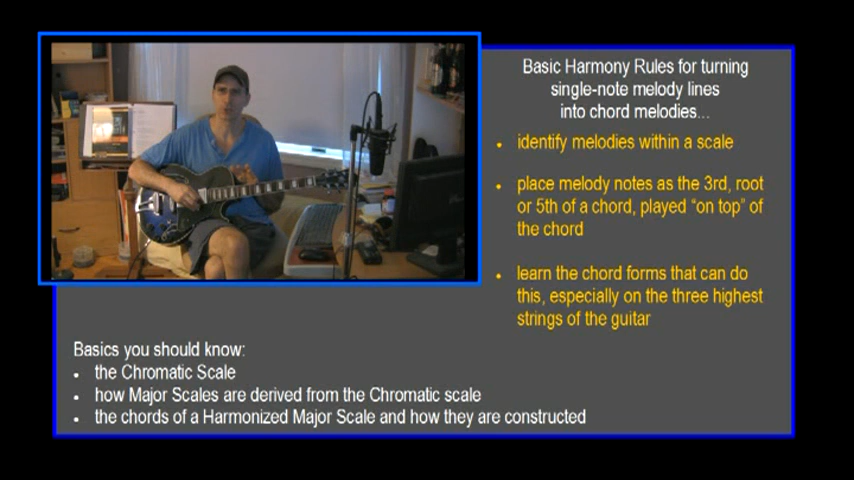 Basic Harmony Rules for turning
single-note melody lines
into chord melodies...
• identify melodies within a scale
• place melody notes as the 3rd, root
or 5th of a chord, played “on top” of
the chord
• learn the chord forms that can do
this, especially on the three highest
strings of the guitar
Basics you should know:
• the Chromatic Scale
• how Major Scales are derived from the Chromatic scale
• the chords of a Harmonized Major Scale and how they are constructed